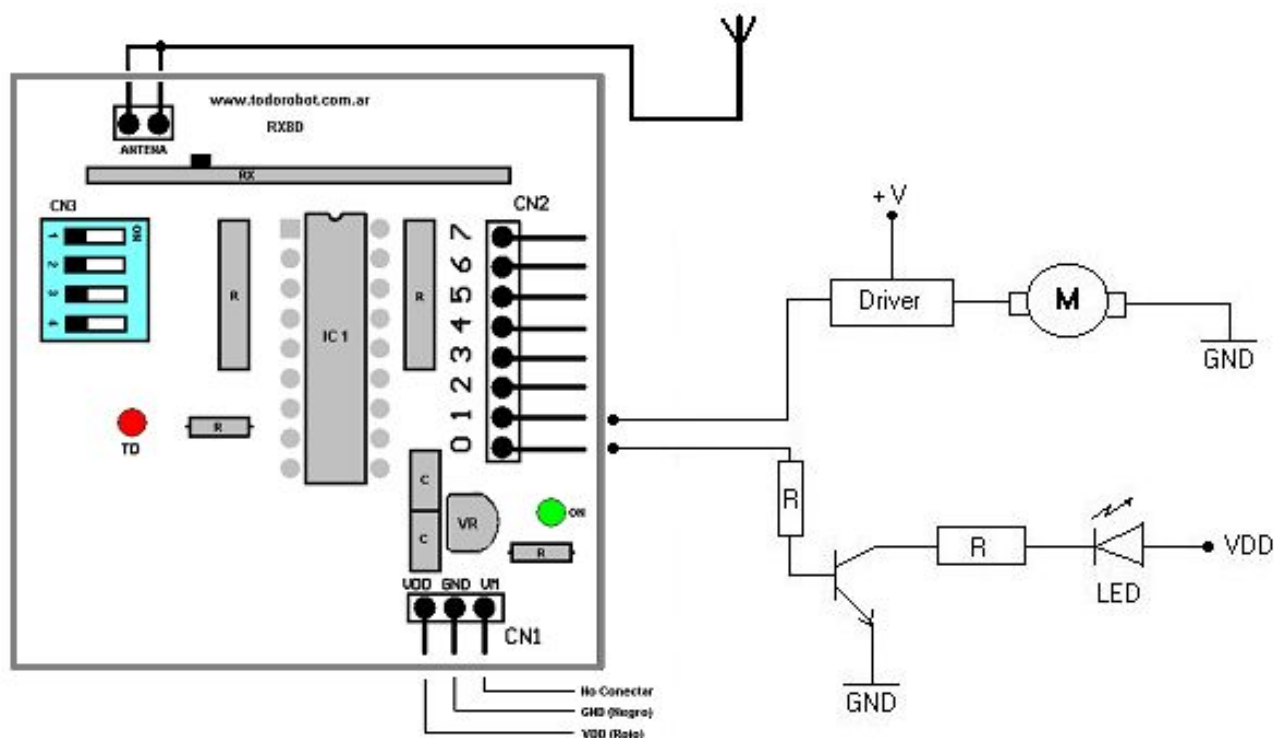 www.todorobot.com.ar
RX8D
ANTENA
RX
CN3
ON
1
2
3
4
R
IC 1
R
CN2
7
6
5
4
3
2
1
0
TD
R
C
C
VR
ON
R
VDD GND VM
CN1
No Conectar
GND (Negro)
VDD (Rojo)
+V
Driver
M
GND
R
R
LED
VDD
GND